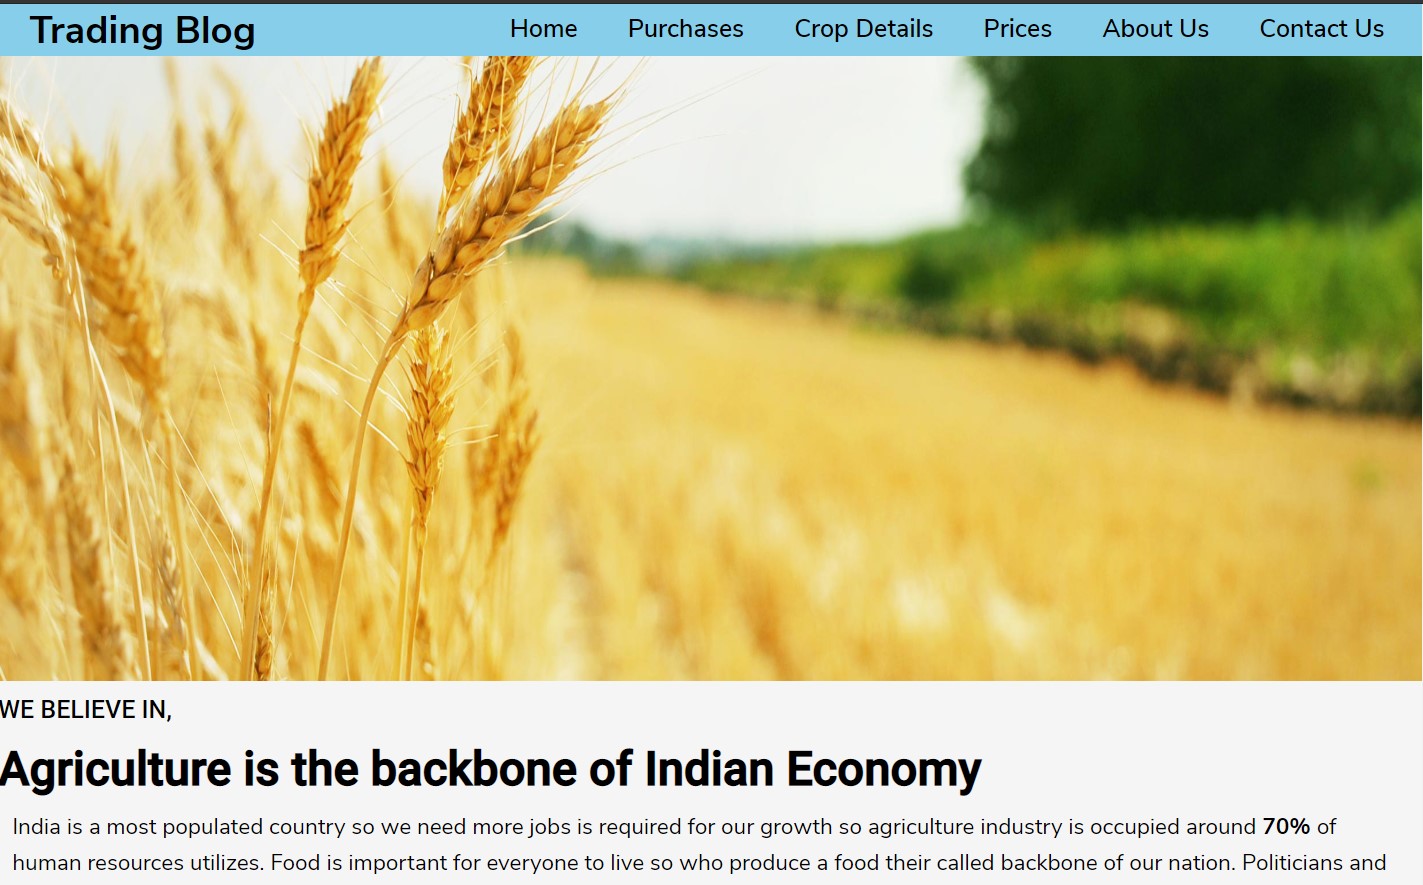 Trading Blog Home Purchases Crop Details Prices About Us Contact Us
WE BELIEVE IN,
Agriculture is the backbone of Indian Economy
India is a most populated country so we need more jobs is required for our growth so agriculture industry is occupied around 70% of
human resources utilizes. Food is important for everyone to live so who produce a food their called backbone of our nation. Politicians and